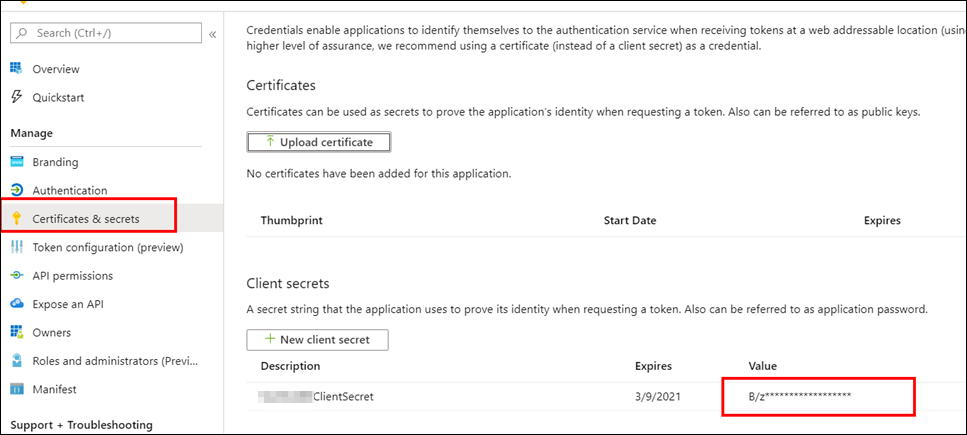 Search (Ctrl+/)
«
Overview
Quickstart
Manage
Branding
Authentication
Certificates & secrets
Token configuration (preview)
API permissions
Expose an API
Owners
Roles and administrators (Previ...
Manifest
Support + Troubleshooting
Credentials enable applications to identify themselves to the authentication service when receiving tokens at a web addressable location (usin
higher level of assurance, we recommend using a certificate (instead of a client secret) as a credential.
Certificates
Certificates can be used as secrets to prove the application's identity when requesting a token. Also can be referred to as public keys.
Upload certificate
No certificates have been added for this application.
Thumbprint Start Date Expires
Client secrets
A secret string that the application uses to prove its identity when requesting a token. Also can be referred to as application password.
New client secret
Description Expires Value
ClientSecret 3/9/2021 B/z******************